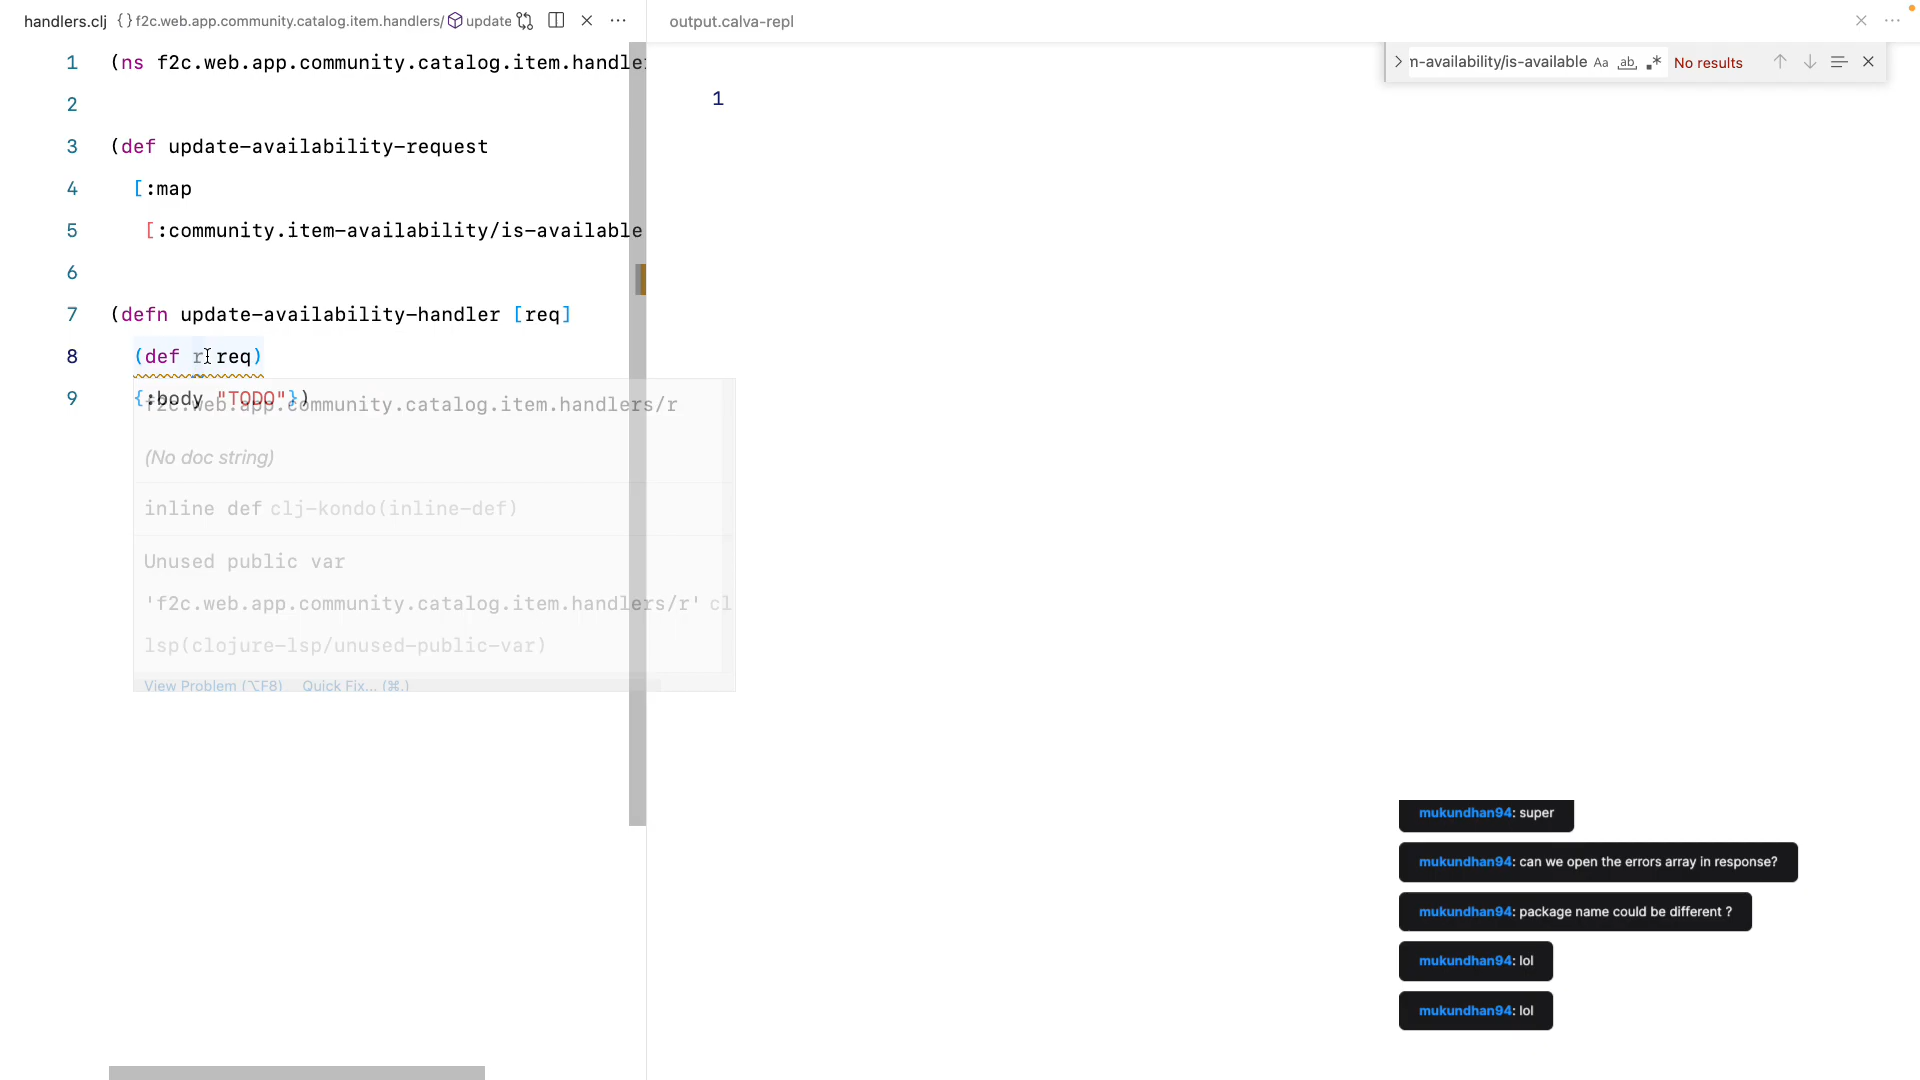 handlers.clj {} f2c.web.app.community.catalog.item.handlers/ update
output.calva-repl
m-availability/is-available Aa ab .* No results
1 (ns f2c.web.app.community.catalog.item.handle
2
3 (def update-availability-request
4 [:map
5 [:community.item-availability/is-available
6
7 (defn update-availability-handler [req]
8 (def r req)
9 {:body "TODO"})
f2c.web.app.community.catalog.item.handlers/r
(No doc string)
inline def clj-kondo(inline-def)
Unused public var
'f2c.web.app.community.catalog.item.handlers/r' cl
lsp(clojure-lsp/unused-public-var)
View Problem (⌥F8) Quick Fix... (⌘.)
1
mukundhan94: super
mukundhan94: can we open the errors array in response?
mukundhan94: package name could be different ?
mukundhan94: lol
mukundhan94: lol